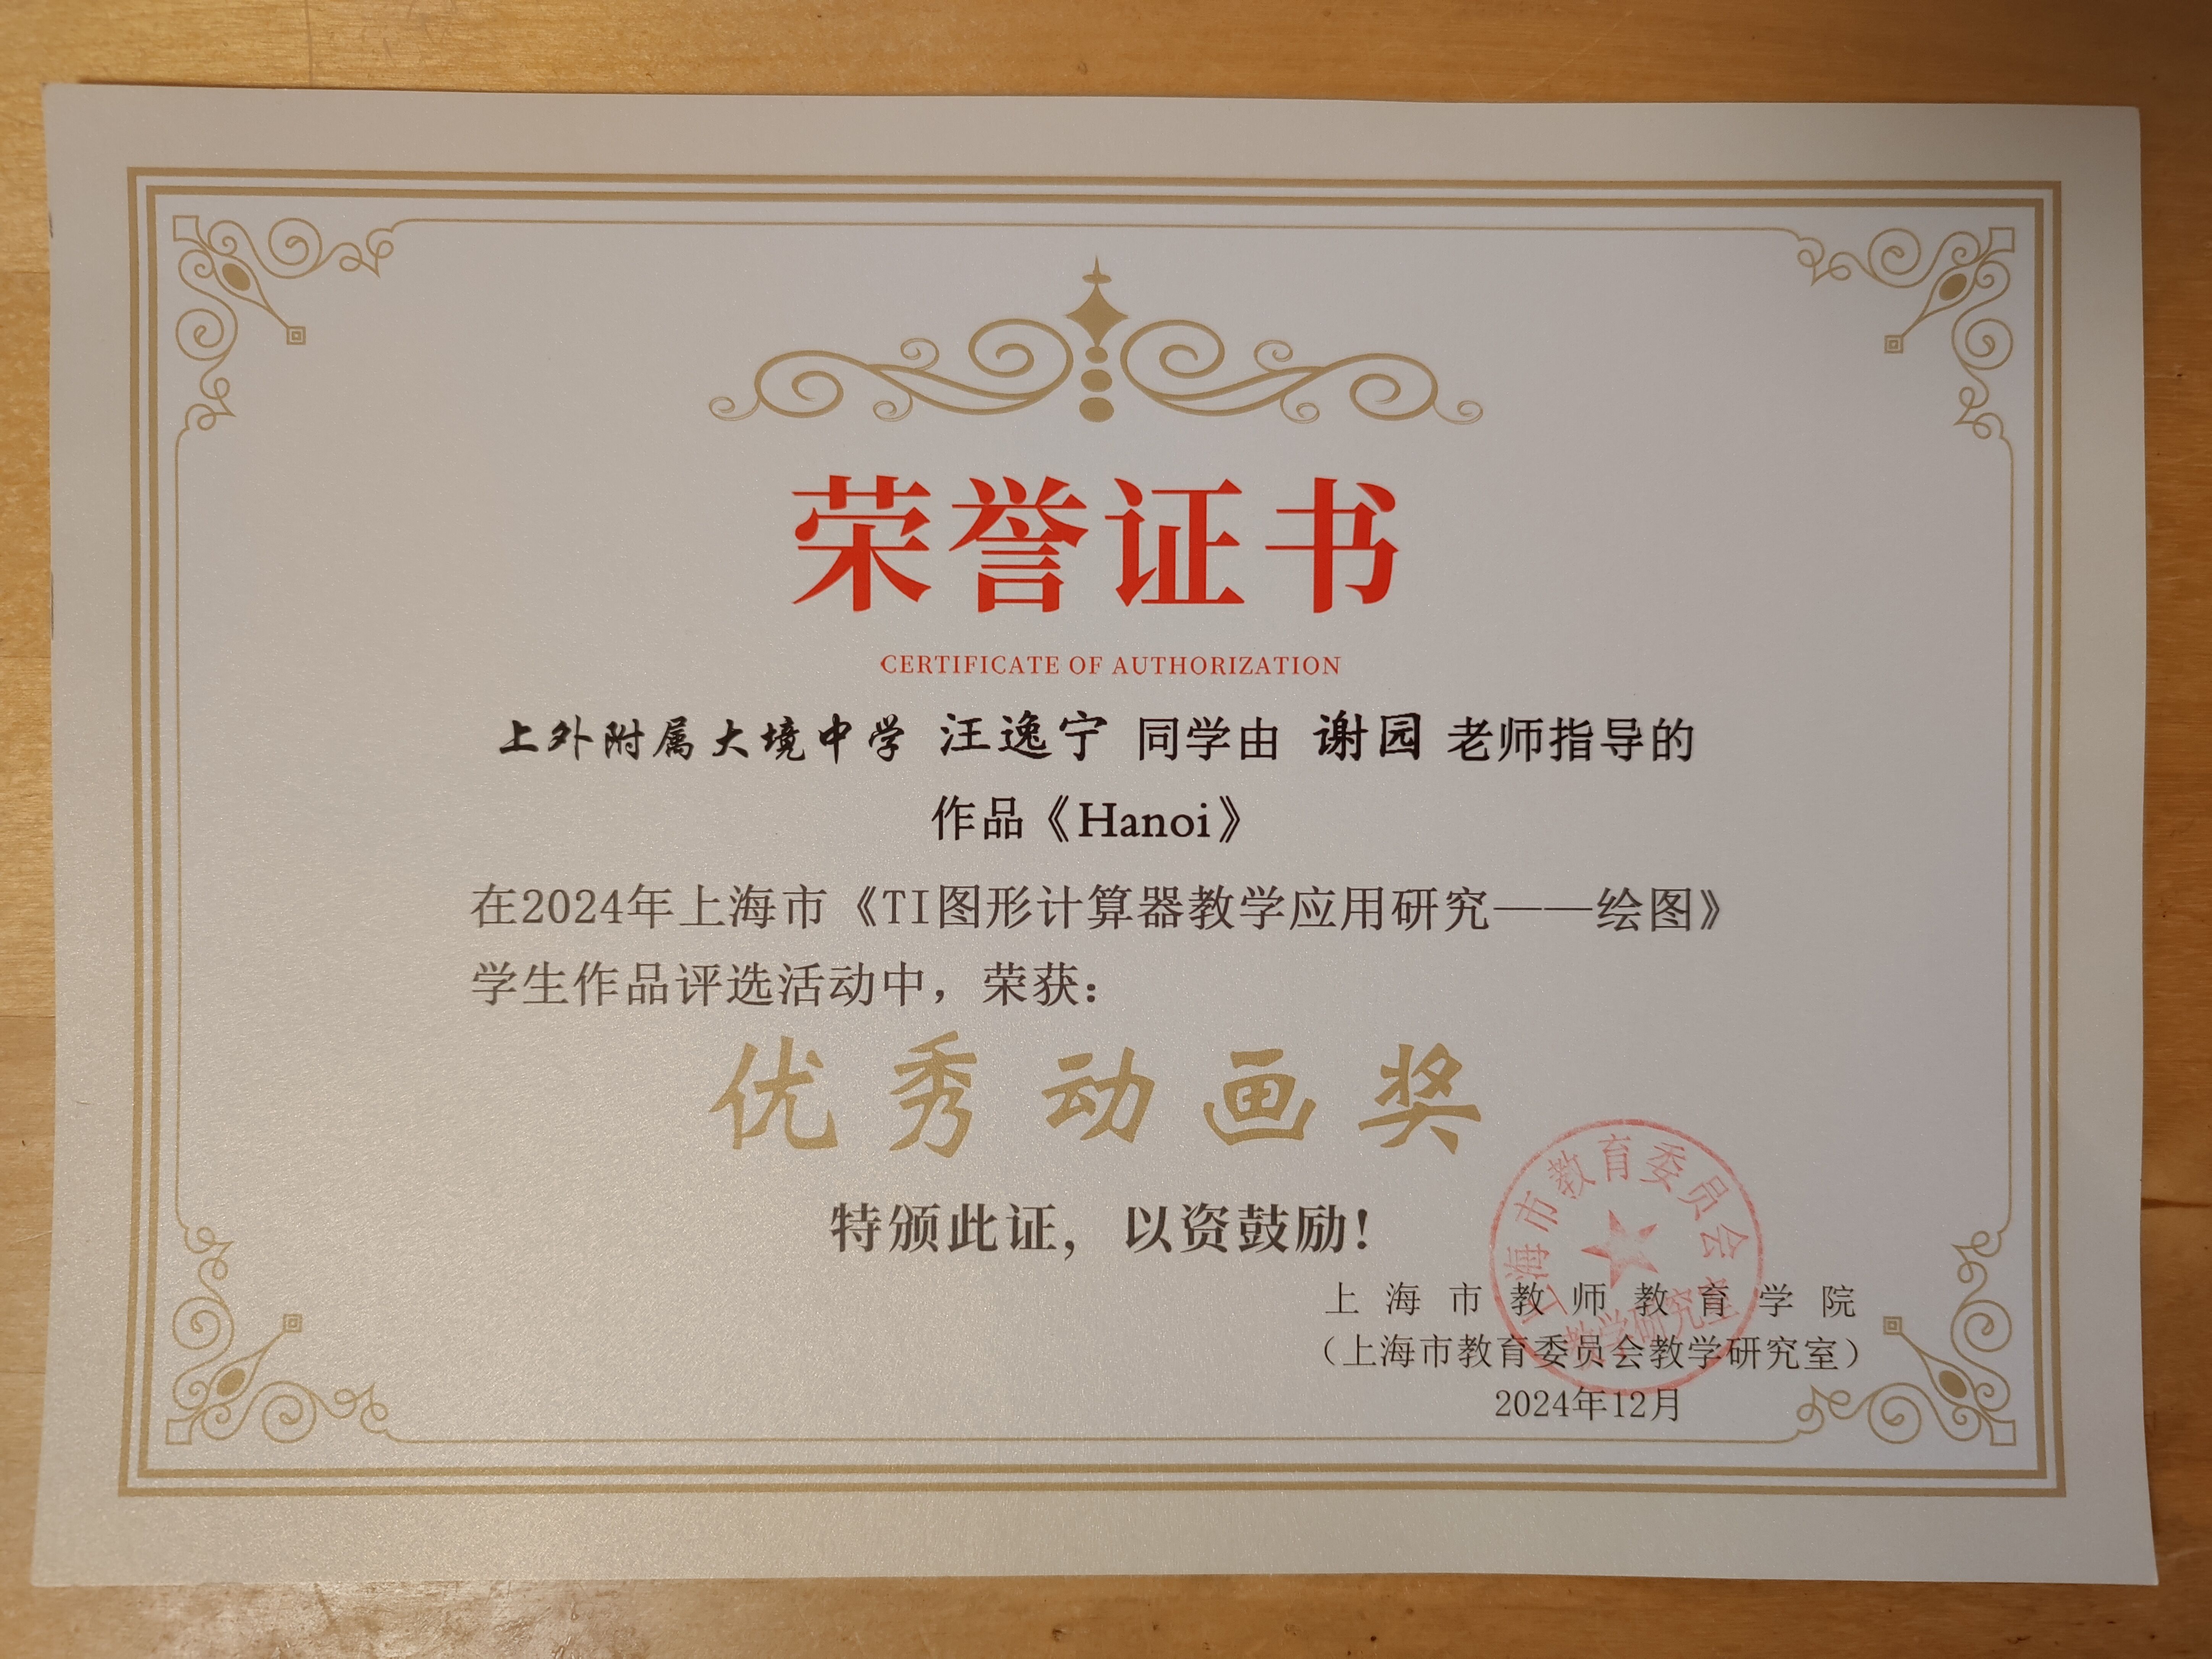 荣誉证书
CERTIFICATE OF AUTHORIZATION
上外附属大境中学 汪逸宁 同学由 谢园 老师指导的
作品《Hanoi》
在2024年上海市《TI图形计算器教学应用研究——绘图》
学生作品评选活动中，荣获：
优秀动画奖
特颁此证，以资鼓励！
上海市教师教育学院
（上海市教育委员会教学研究室）
2024年12月
上海市教育委员会
教学研究室